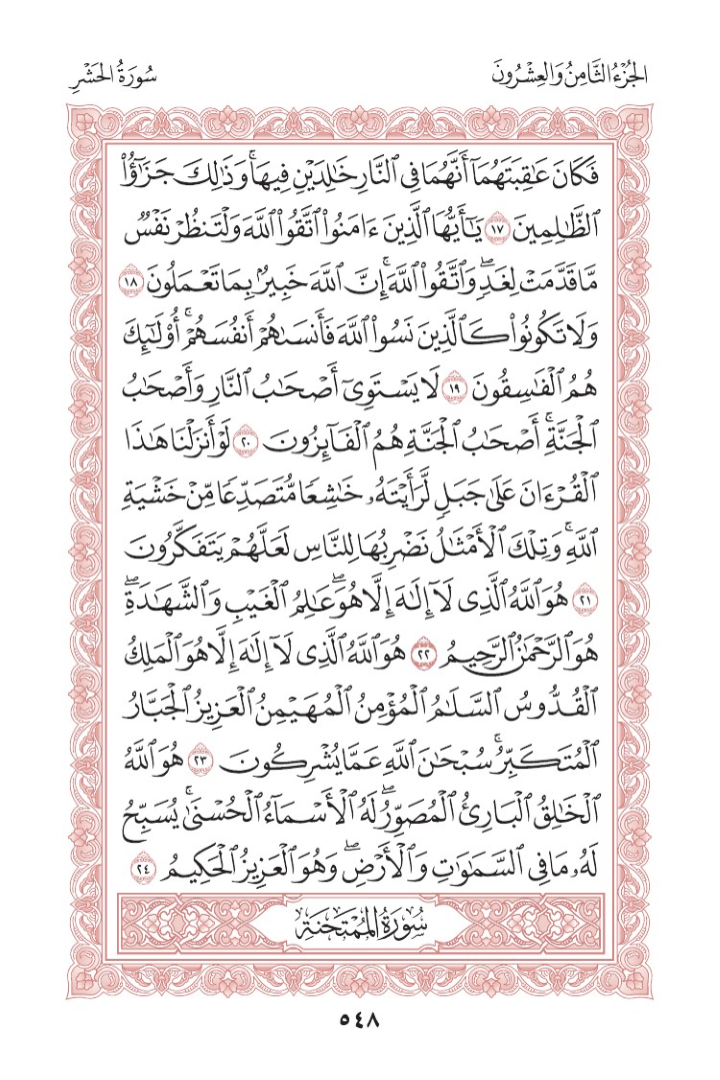 الجُزْءُ الثَّامِنُ وَالعِشْرُونَ
سُورَةُ الحَشْرِ
فَكَانَ عَٰقِبَتَهُمَآ أَنَّهُمَا فِي ٱلنَّارِ خَٰلِدَيْنِ فِيهَاۚ وَذَٰلِكَ جَزَٰٓؤُاْ
ٱلظَّٰلِمِينَ ١٧ يَٰٓأَيُّهَا ٱلَّذِينَ ءَامَنُواْ ٱتَّقُواْ ٱللَّهَ وَلْتَنظُرْ نَفْسٌ
مَّا قَدَّمَتْ لِغَدٍۖ وَٱتَّقُواْ ٱللَّهَۚ إِنَّ ٱللَّهَ خَبِيرُۢ بِمَا تَعْمَلُونَ ١٨
وَلَا تَكُونُواْ كَٱلَّذِينَ نَسُواْ ٱللَّهَ فَأَنسَىٰهُمْ أَنفُسَهُمْۚ أُوْلَٰٓئِكَ
هُمُ ٱلْفَٰسِقُونَ ١٩ لَا يَسْتَوِيٓ أَصْحَٰبُ ٱلنَّارِ وَأَصْحَٰبُ
ٱلْجَنَّةِۚ أَصْحَٰبُ ٱلْجَنَّةِ هُمُ ٱلْفَآئِزُونَ ٢٠ لَوْ أَنزَلْنَا هَٰذَا
ٱلْقُرْءَانَ عَلَىٰ جَبَلٍ لَّرَأَيْتَهُۥ خَٰشِعًا مُّتَصَدِّعًا مِّنْ خَشْيَةِ
ٱللَّهِۚ وَتِلْكَ ٱلْأَمْثَٰلُ نَضْرِبُهَا لِلنَّاسِ لَعَلَّهُمْ يَتَفَكَّرُونَ
٢١ هُوَ ٱللَّهُ ٱلَّذِي لَآ إِلَٰهَ إِلَّا هُوَۖ عَٰلِمُ ٱلْغَيْبِ وَٱلشَّهَٰدَةِۖ
هُوَ ٱلرَّحْمَٰنُ ٱلرَّحِيمُ ٢٢ هُوَ ٱللَّهُ ٱلَّذِي لَآ إِلَٰهَ إِلَّا هُوَ ٱلْمَلِكُ
ٱلْقُدُّوسُ ٱلسَّلَٰمُ ٱلْمُؤْمِنُ ٱلْمُهَيْمِنُ ٱلْعَزِيزُ ٱلْجَبَّارُ
ٱلْمُتَكَبِّرُۚ سُبْحَٰنَ ٱللَّهِ عَمَّا يُشْرِكُونَ ٢٣ هُوَ ٱللَّهُ
ٱلْخَٰلِقُ ٱلْبَارِئُ ٱلْمُصَوِّرُۖ لَهُ ٱلْأَسْمَآءُ ٱلْحُسْنَىٰۚ يُسَبِّحُ
لَهُۥ مَا فِي ٱلسَّمَٰوَٰتِ وَٱلْأَرْضِۖ وَهُوَ ٱلْعَزِيزُ ٱلْحَكِيمُ ٢٤
سُورَةُ المُمْتَحَنَةِ
٥٤٨